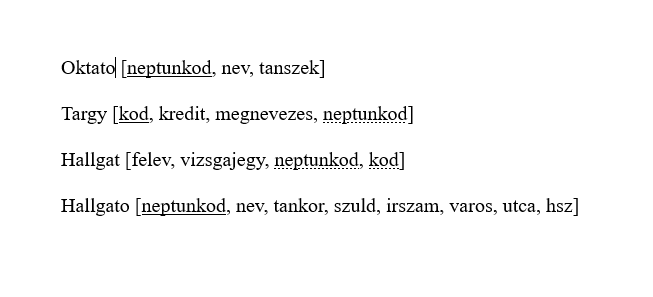 Oktato [neptunkod, nev, tanszek]
Targy [kod, kredit, megnevezes, neptunkod]
Hallgat [felev, vizsgajegy, neptunkod, kod]
Hallgato [neptunkod, nev, tankor, szuld, irszam, varos, utca, hsz]